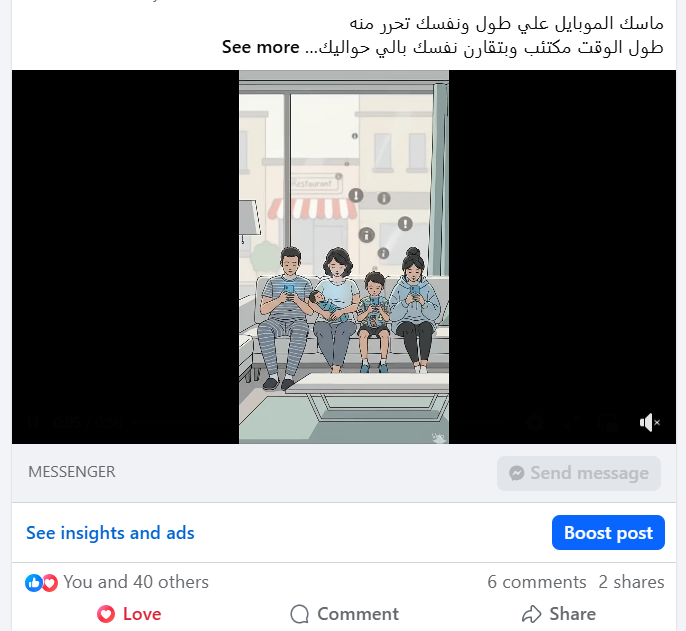 ماسك الموبايل علي طول ونفسك تحرر منه
طول الوقت مكتئب وبتقارن نفسك بالي حواليك... See more
Restaurant
MESSENGER
Send message
See insights and ads
Boost post
You and 40 others
6 comments 2 shares
Love
Comment
Share